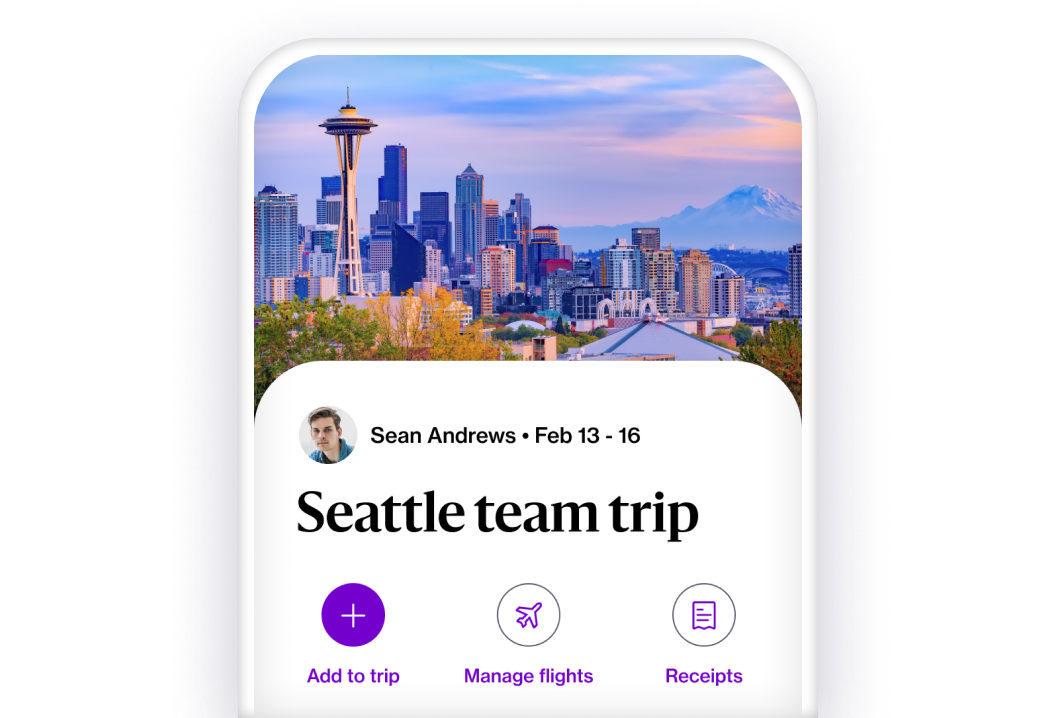 Sean Andrews • Feb 13 - 16
Seattle team trip
Add to trip
Manage flights
Receipts